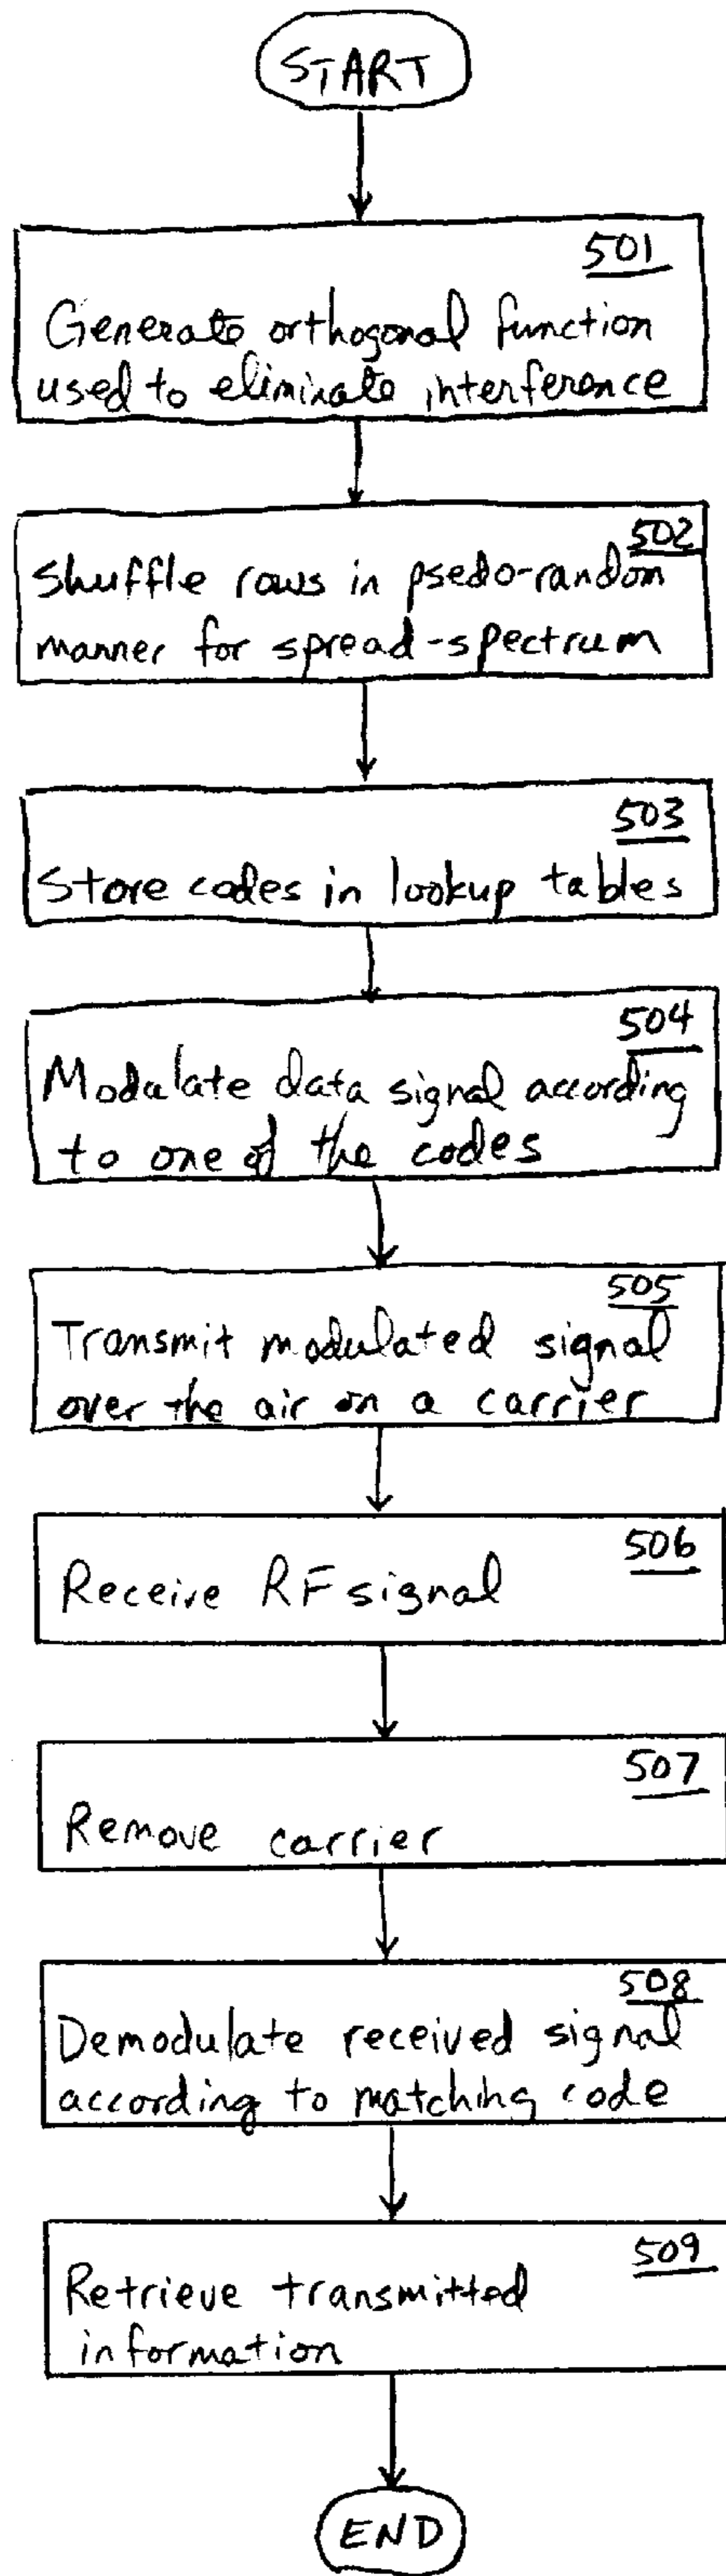 START
501
Generate orthogonal function
used to eliminate interference
502
Shuffle rows in psedo-random
manner for spread-spectrum
503
Store codes in lookup tables
504
Modulate data signal according
to one of the codes
505
Transmit modulated signal
over the air on a carrier
506
Receive RF signal
507
Remove carrier
508
Demodulate received signal
according to matching code
509
Retrieve transmitted
information
END